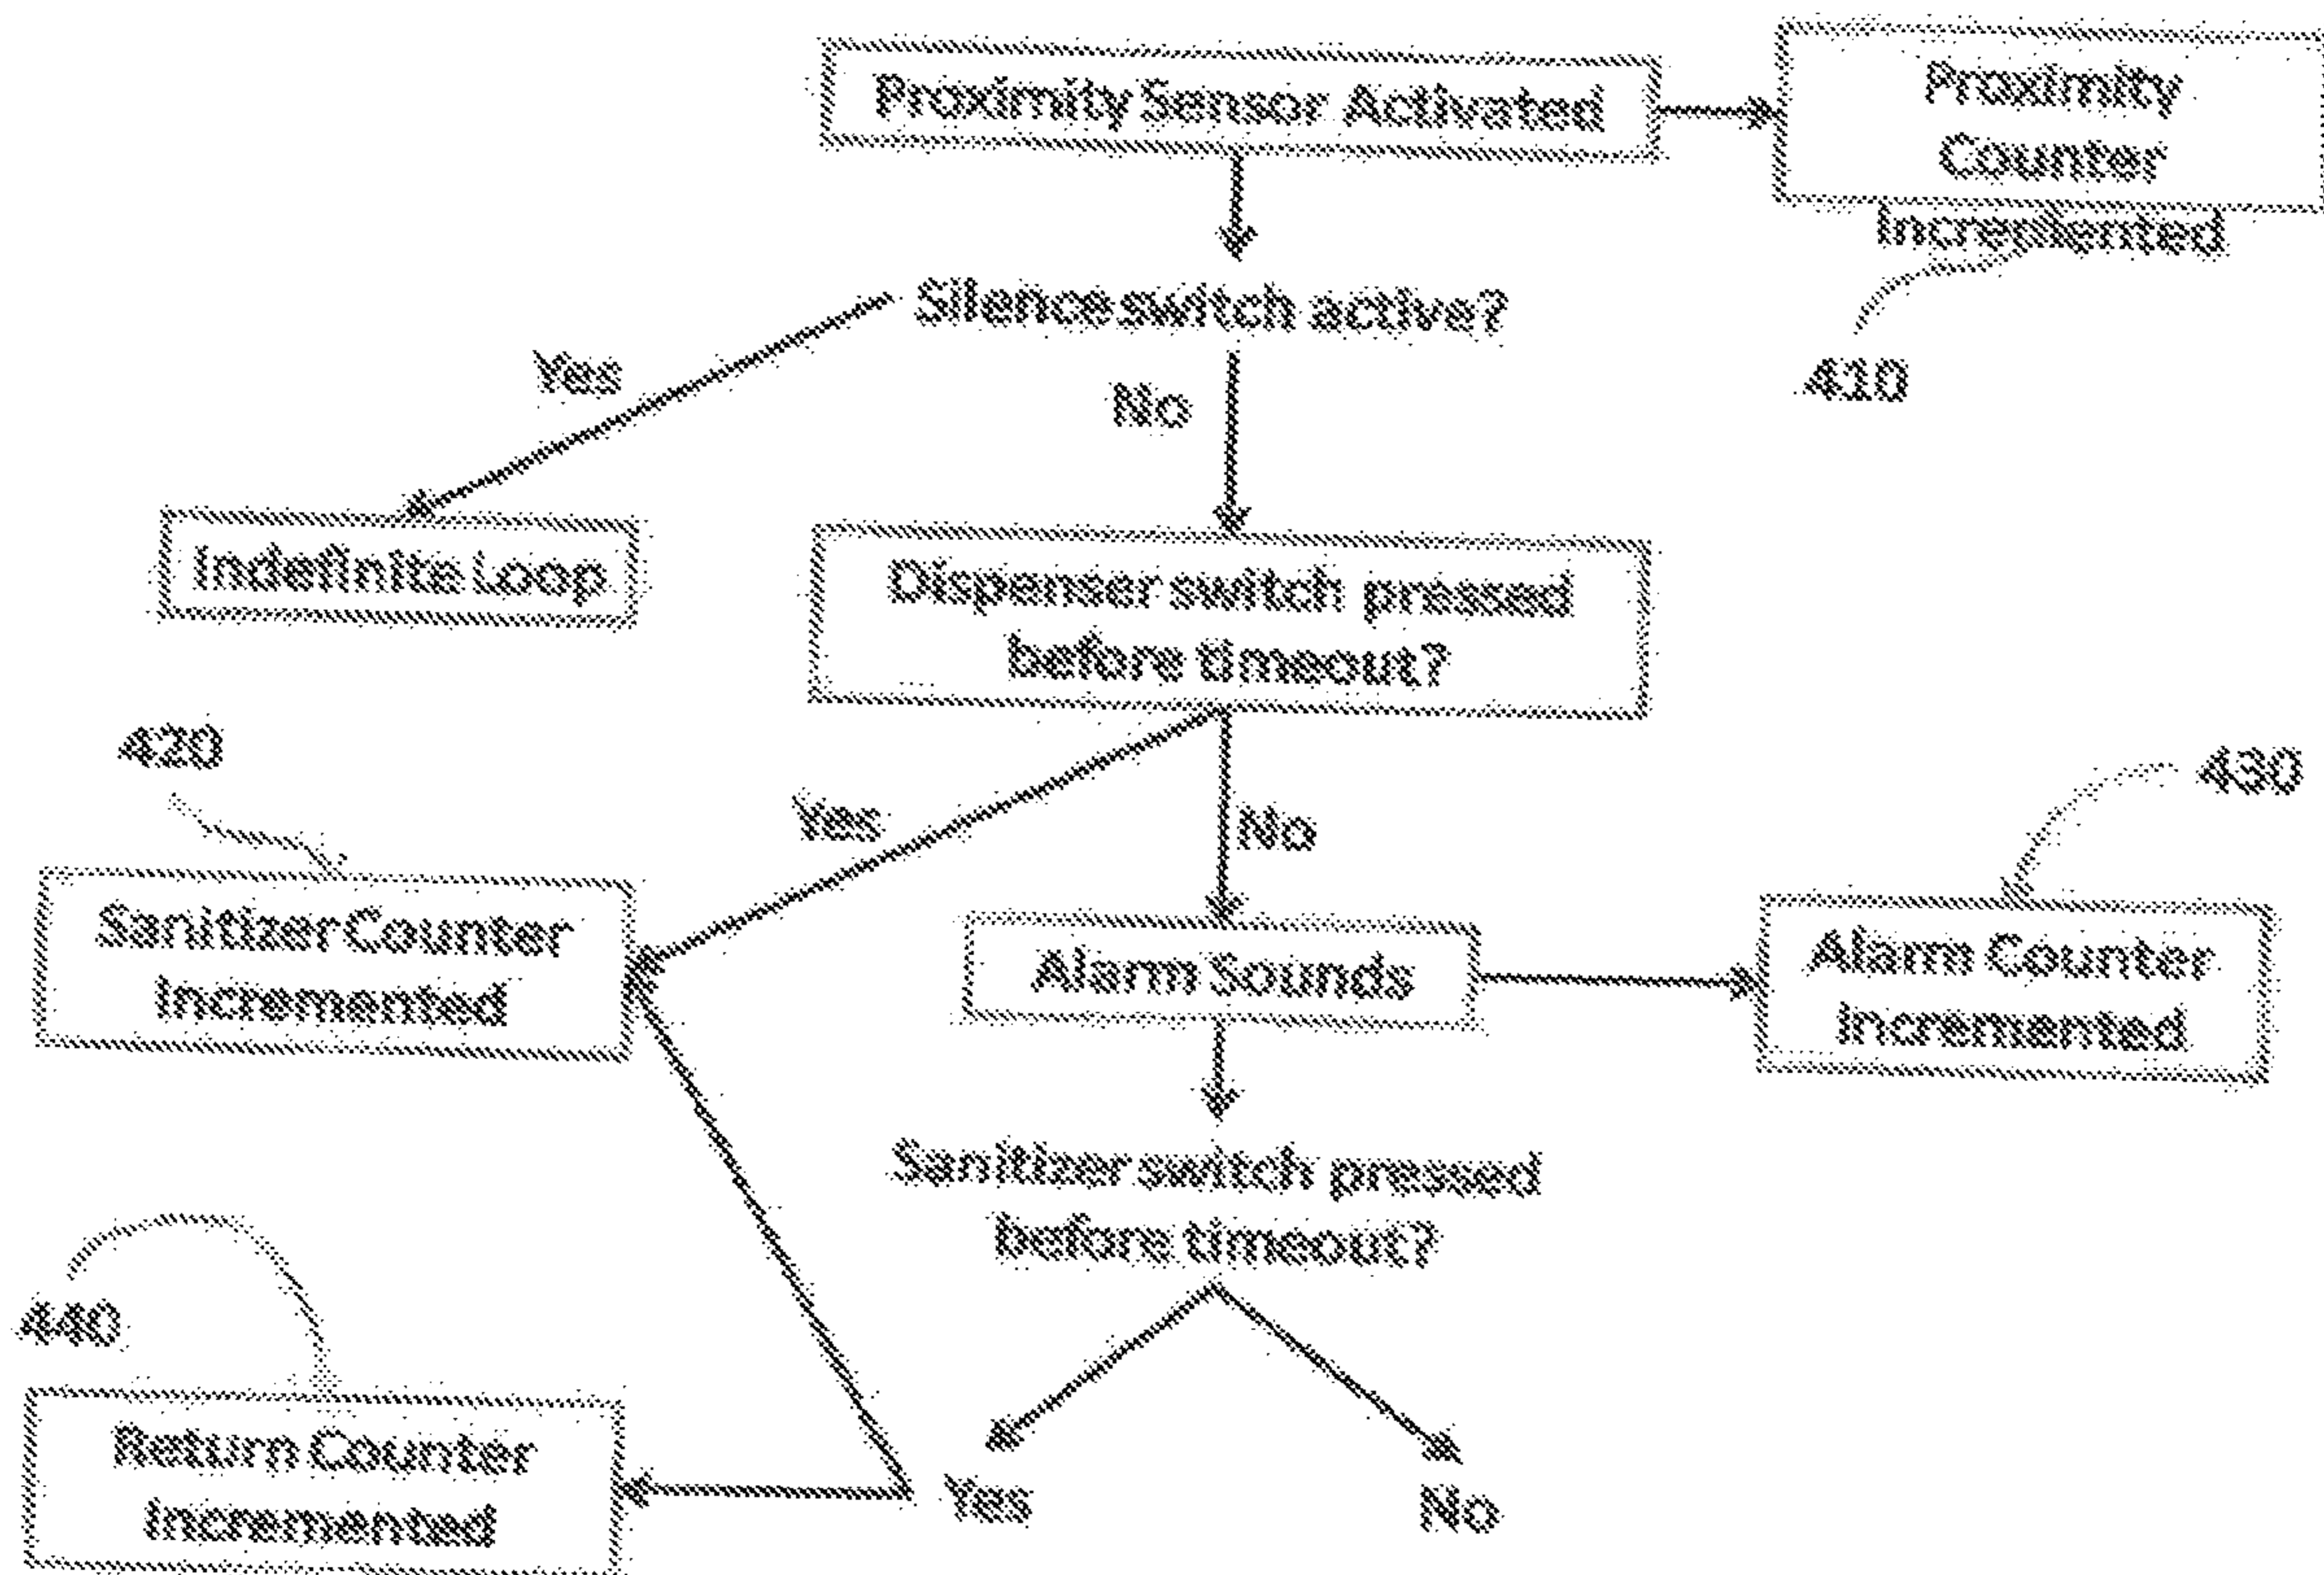 Proximity Sensor Activated
Proximity
Counter
Incremented
410
Silence switch active?
Yes
No
Indefinite Loop
Dispenser switch pressed
before timeout?
420
430
Yes
No
Sanitizer Counter
Incremented
Alarm Sounds
Alarm Counter
Incremented
Sanitizer switch pressed
before timeout?
440
Return Counter
Incremented
Yes
No